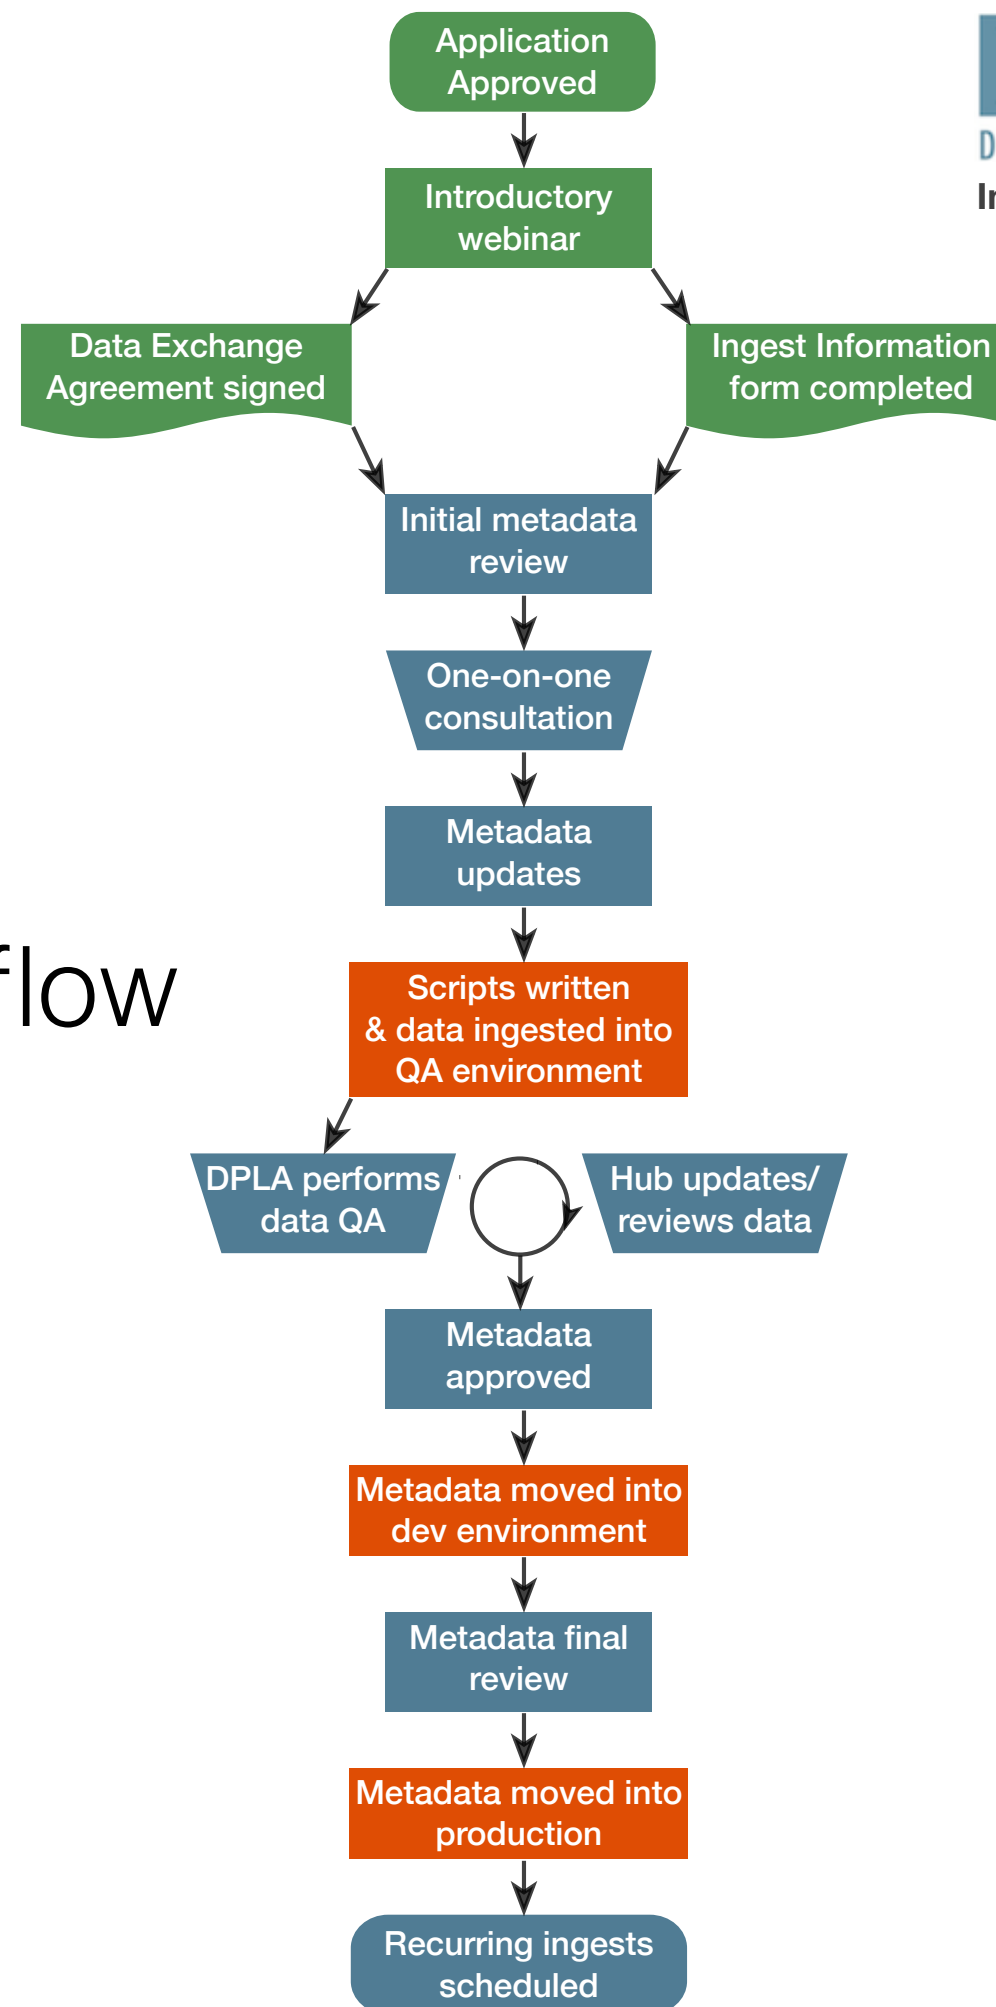 Application
Approved
D
In
Introductory
webinar
Data Exchange
Agreement signed
Ingest Information
form completed
Initial metadata
review
One-on-one
consultation
Metadata
updates
flow
Scripts written
& data ingested into
QA environment
DPLA performs
data QA
Hub updates/
reviews data
Metadata
approved
Metadata moved into
dev environment
Metadata final
review
Metadata moved into
production
Recurring ingests
scheduled